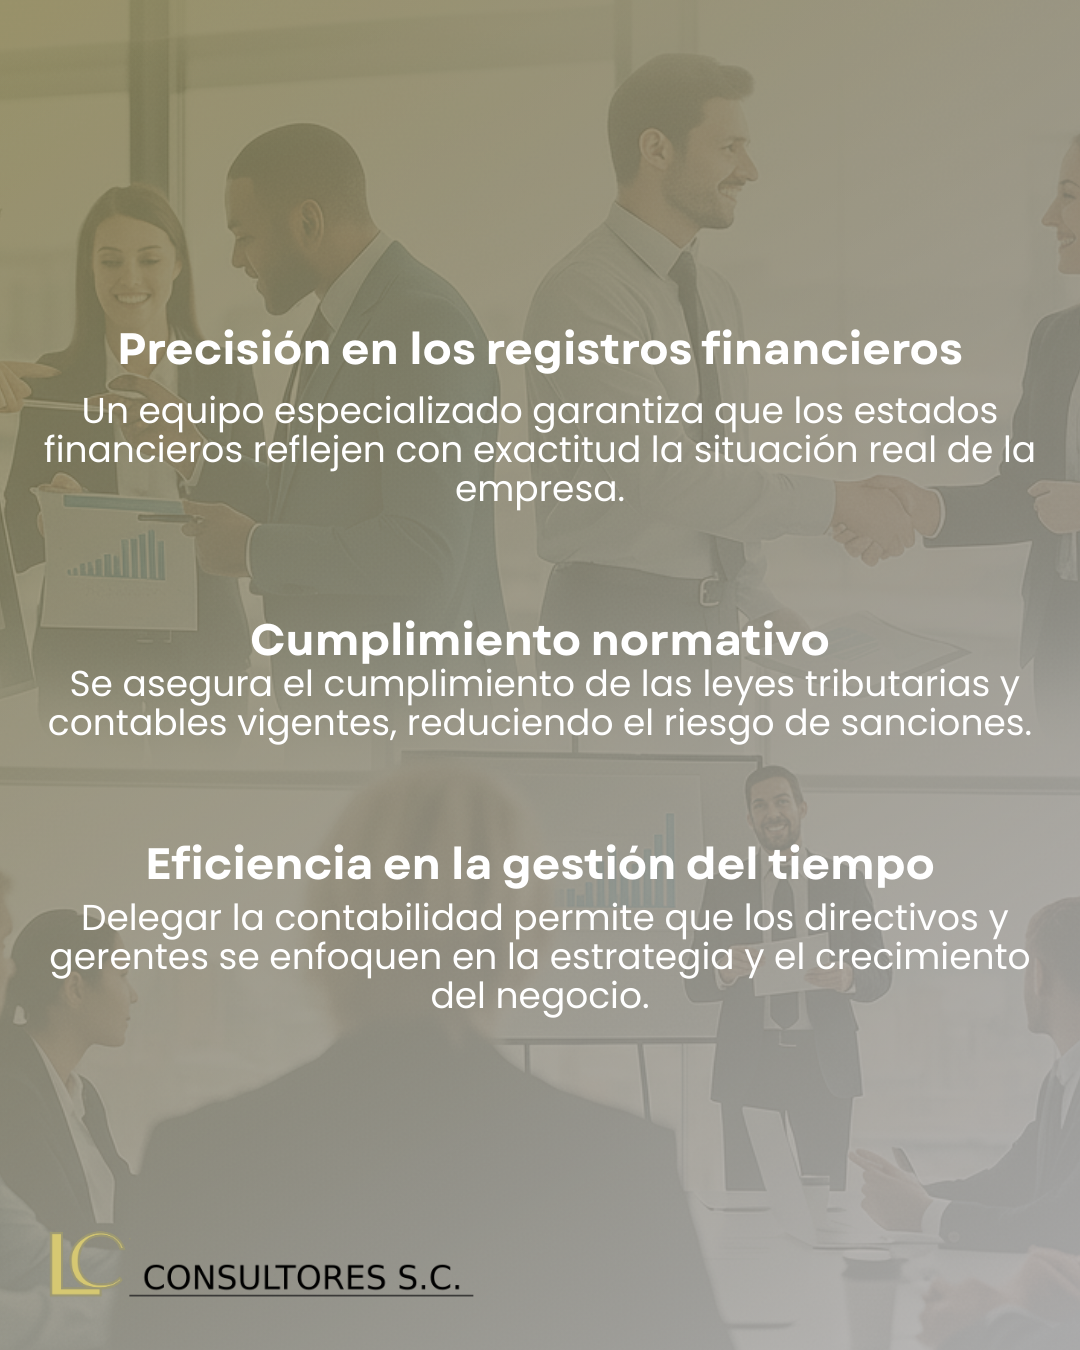 Precisión en los registros financieros
Un equipo especializado garantiza que los estados
financieros reflejen con exactitud la situación real de la
empresa.
Cumplimiento normativo
Se asegura el cumplimiento de las leyes tributarias y
contables vigentes, reduciendo el riesgo de sanciones.
Eficiencia en la gestión del tiempo
Delegar la contabilidad permite que los directivos y
gerentes se enfoquen en la estrategia y el crecimiento
del negocio.
LC CONSULTORES S.C.